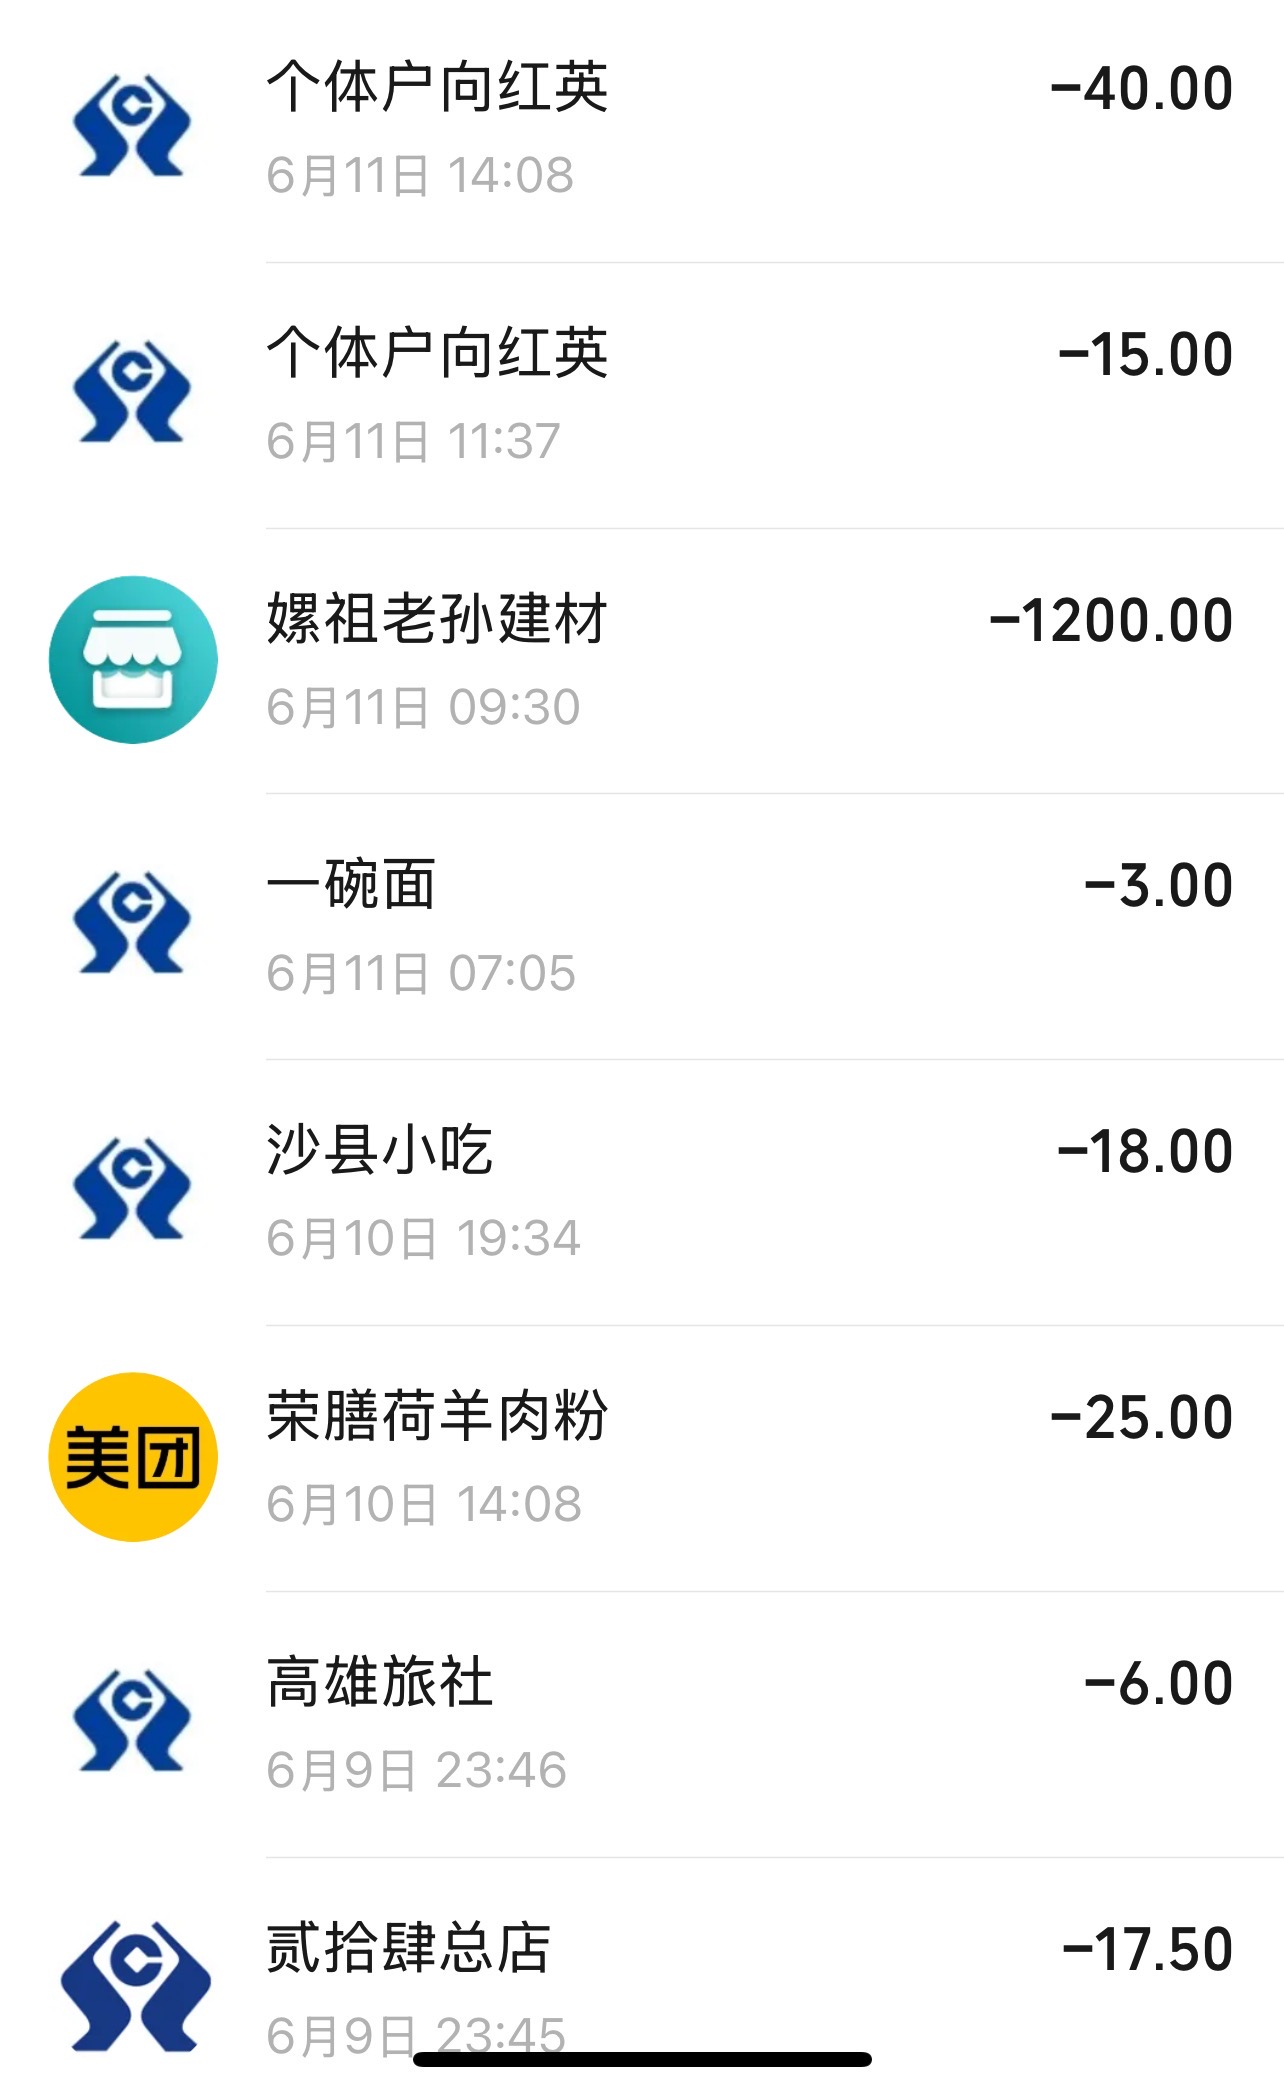 个体户向红英
-40.00
6月11日 14:08
个体户向红英
-15.00
6月11日 11:37
嫘祖老孙建材
-1200.00
6月11日 09:30
一碗面
-3.00
6月11日 07:05
沙县小吃
-18.00
6月10日 19:34
美团
荣膳荷羊肉粉
-25.00
6月10日 14:08
高雄旅社
-6.00
6月9日 23:46
贰拾肆总店
-17.50
6月9日 23:45